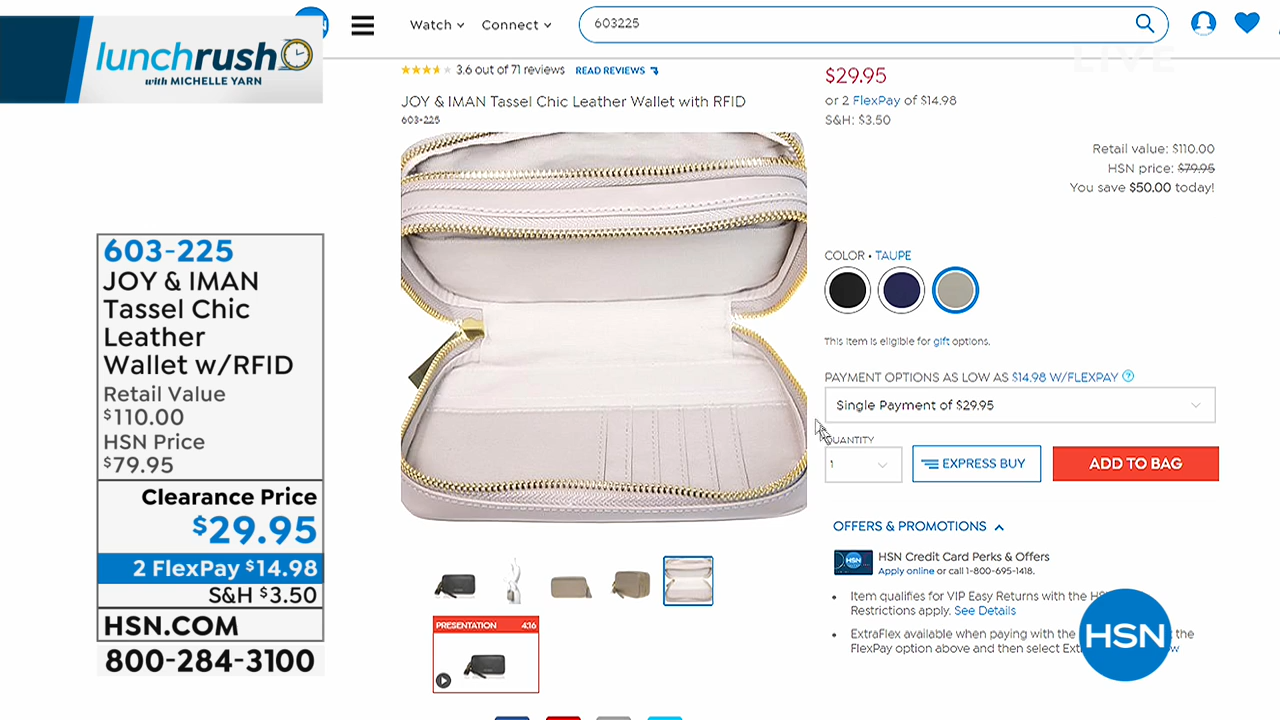 lunchrush
with MICHELLE YARN
Watch
Connect
603225
LIVE
3.6 out of 71 reviews READ REVIEWS
JOY & IMAN Tassel Chic Leather Wallet with RFID
603-225
$29.95
or 2 FlexPay of $14.98
S&H: $3.50
Retail value: $110.00
HSN price: $79.95
You save $50.00 today!
COLOR • TAUPE
This item is eligible for gift options.
PAYMENT OPTIONS AS LOW AS $14.98 W/FLEXPAY ?
Single Payment of $29.95
QUANTITY
1
EXPRESS BUY
ADD TO BAG
OFFERS & PROMOTIONS
HSN
HSN Credit Card Perks & Offers
Apply online or call 1-800-695-1418.
• Item qualifies for VIP Easy Returns with the
Restrictions apply. See Details
• ExtraFlex available when paying with the the
FlexPay option above and then select
HSN
PRESENTATION 4:16
603-225
JOY & IMAN
Tassel Chic
Leather
Wallet w/RFID
Retail Value
$110.00
HSN Price
$79.95
Clearance Price
$29.95
2 FlexPay $14.98
S&H $3.50
HSN.COM
800-284-3100